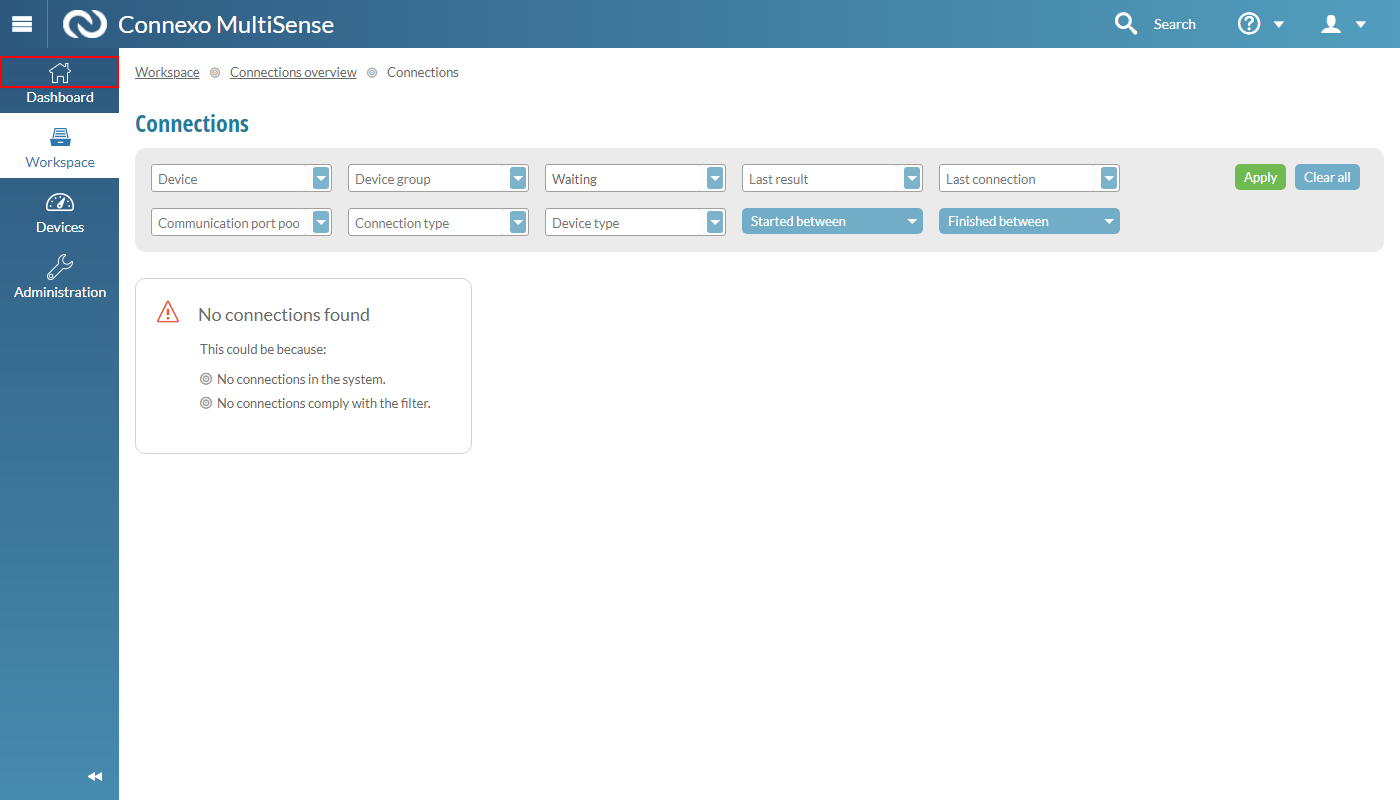 Connexo MultiSense
Search
Dashboard
Workspace
Devices
Administration
Workspace Connections overview Connections
Connections
Device Device group Waiting Last result Last connection Apply Clear all
Communication port poo Connection type Device type Started between Finished between
No connections found
This could be because:
No connections in the system.
No connections comply with the filter.